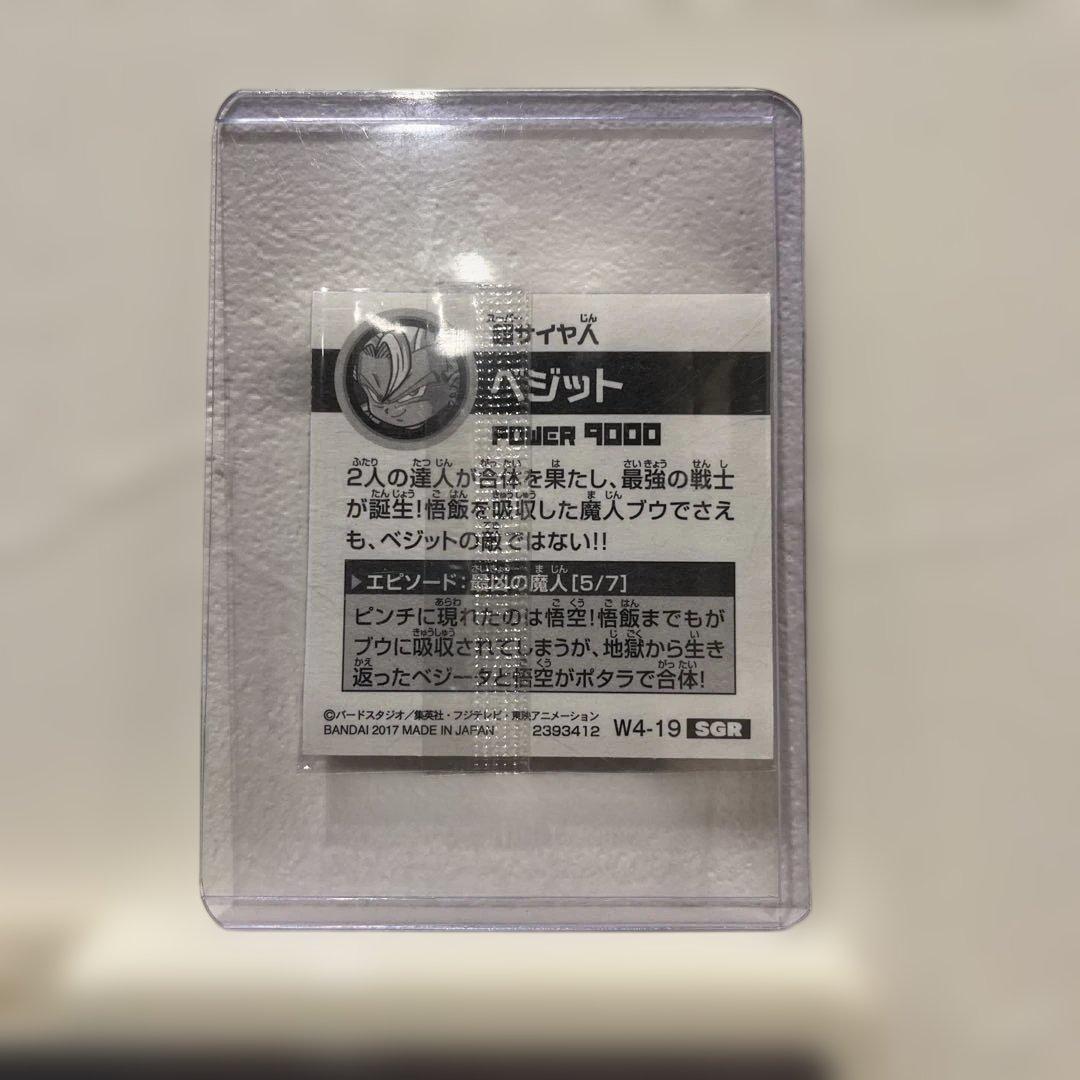 超サイヤ人
ベジット
POWER 9000
2人の達人が合体を果たし、最強の戦士
が誕生!悟飯を吸収した魔人ブウでさえ
も、ベジットの敵ではない!!
▶エピソード:最凶の魔人[5/7]
ピンチに現れたのは悟空!悟飯までもが
ブウに吸収されてしまうが、地獄から生き
返ったベジータと悟空がポタラで合体!
©バードスタジオ/集英社・フジテレビ・東映アニメーション
BANDAI 2017 MADE IN JAPAN 2393412 W4-19 SGR